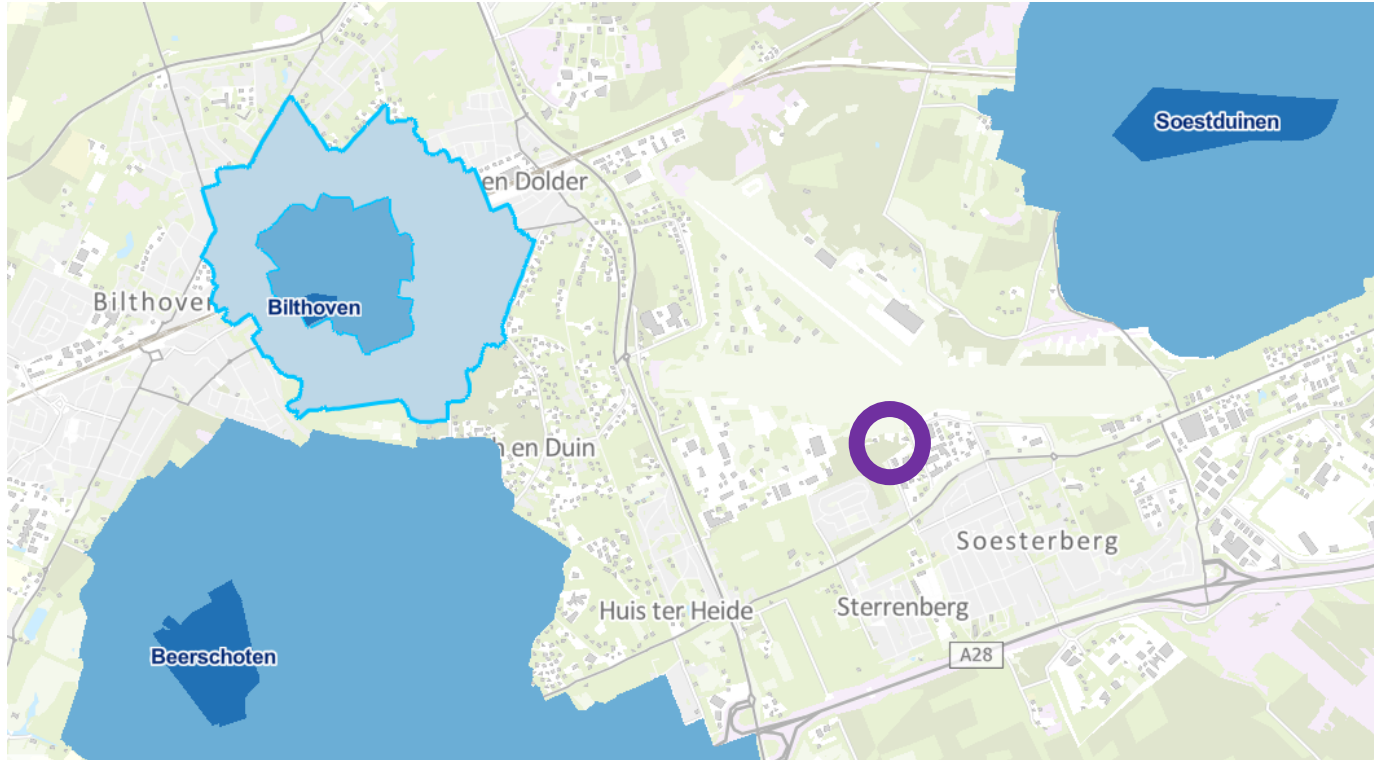 Soestduinen
en Dolder
Bilthoven
Bilthoven
en Duin
Soesterberg
Huis ter Heide
Sterrenberg
Beerschoten
A28